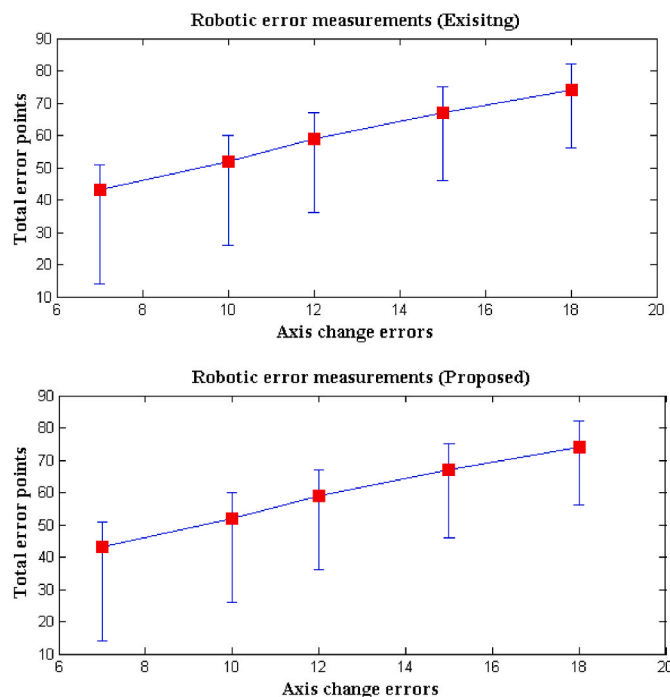 Robotic error measurements (Exisitng)
90
80
70
60
50
40
30
20
10
Total error points
6 8 10 12 14 16 18 20
Axis change errors
Robotic error measurements (Proposed)
90
80
70
60
50
40
30
20
10
Total error points
6 8 10 12 14 16 18 20
Axis change errors